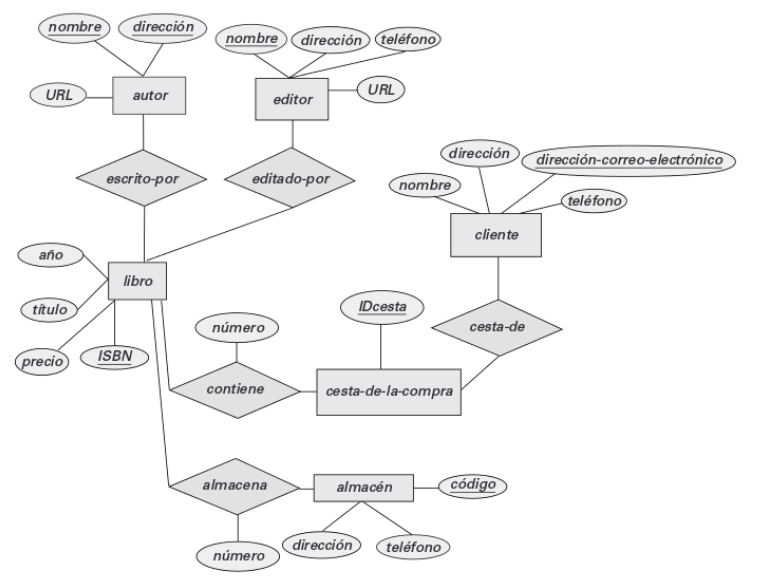 nombre
dirección
nombre
dirección
teléfono
URL
autor
editor
URL
escrito-por
editado-por
dirección
dirección-correo-electrónico
nombre
teléfono
cliente
año
libro
título
precio
ISBN
número
IDcesta
cesta-de
contiene
cesta-de-la-compra
almacena
almacén
código
número
dirección
teléfono